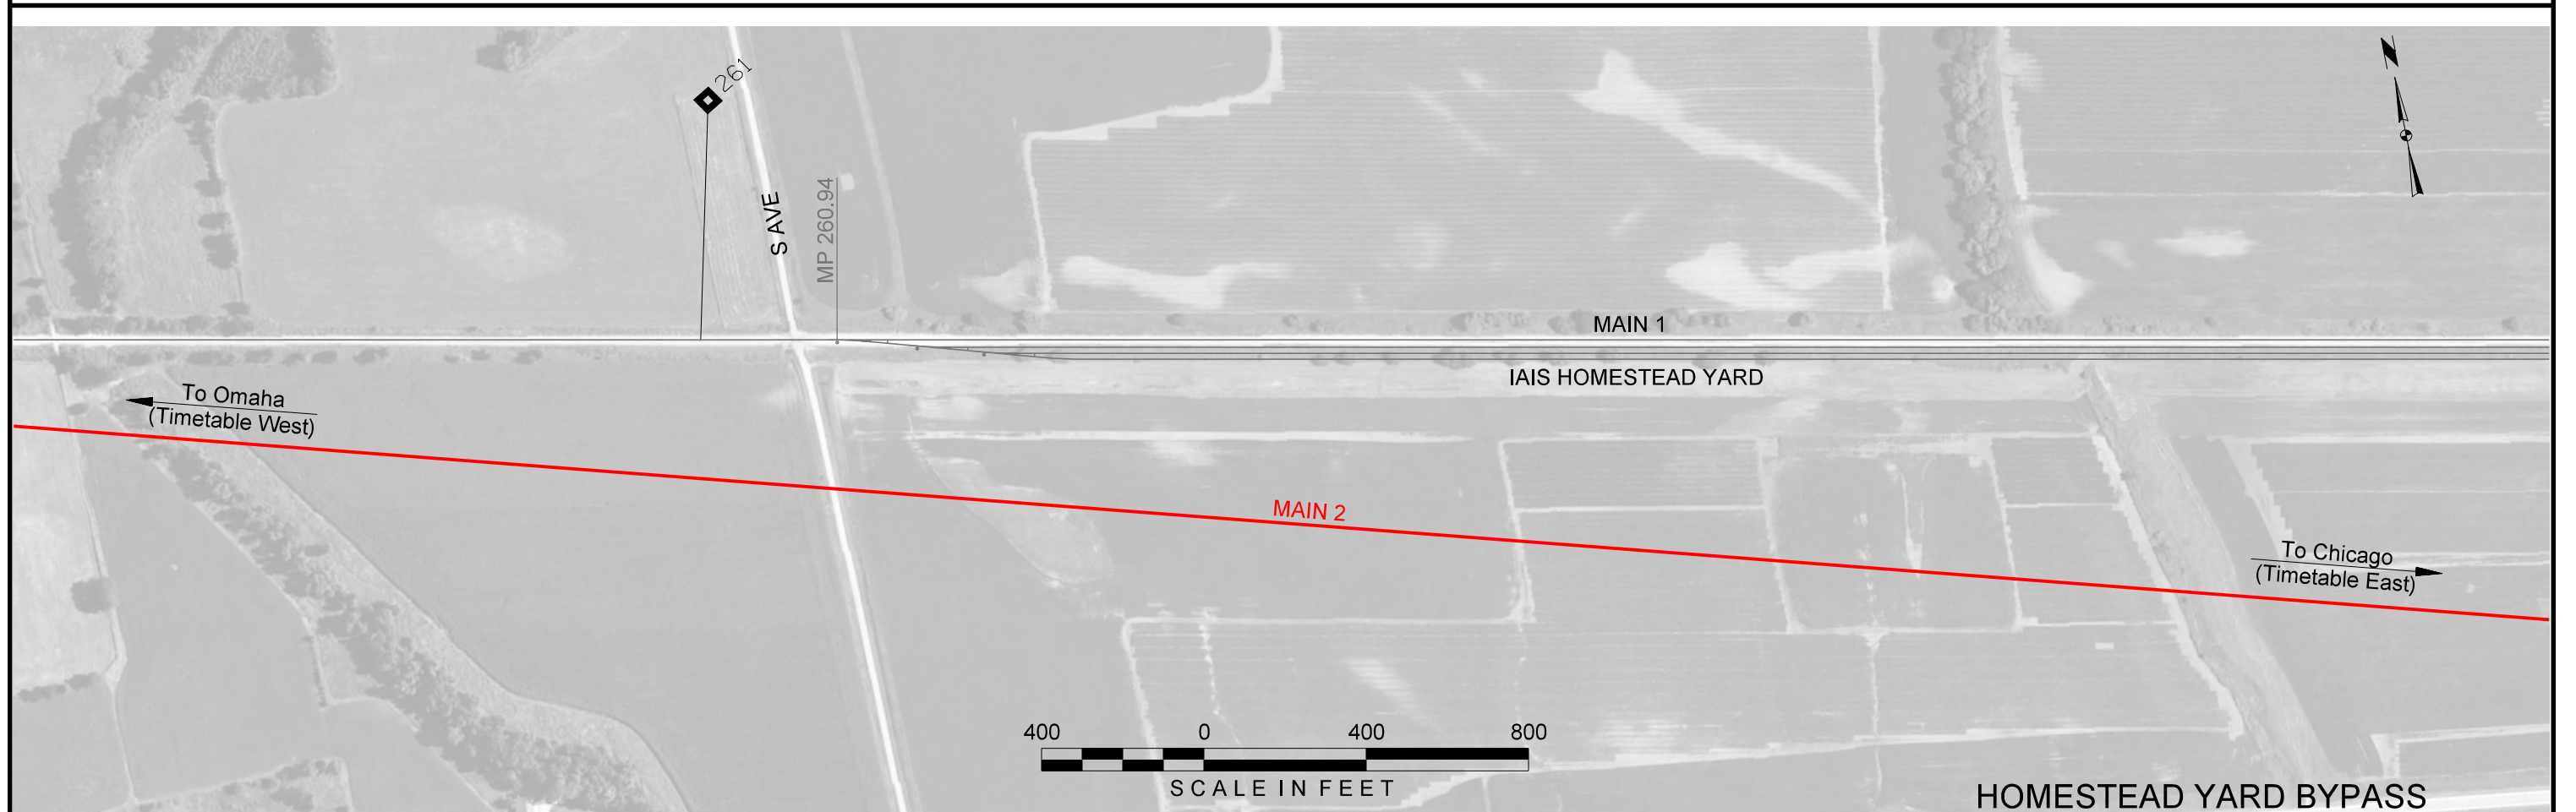 261
S AVE
MP 260.94
MAIN 1
IAIS HOMESTEAD YARD
To Omaha
(Timetable West)
MAIN 2
To Chicago
(Timetable East)
400 0 400 800
SCALE IN FEET
HOMESTEAD YARD BYPASS
N